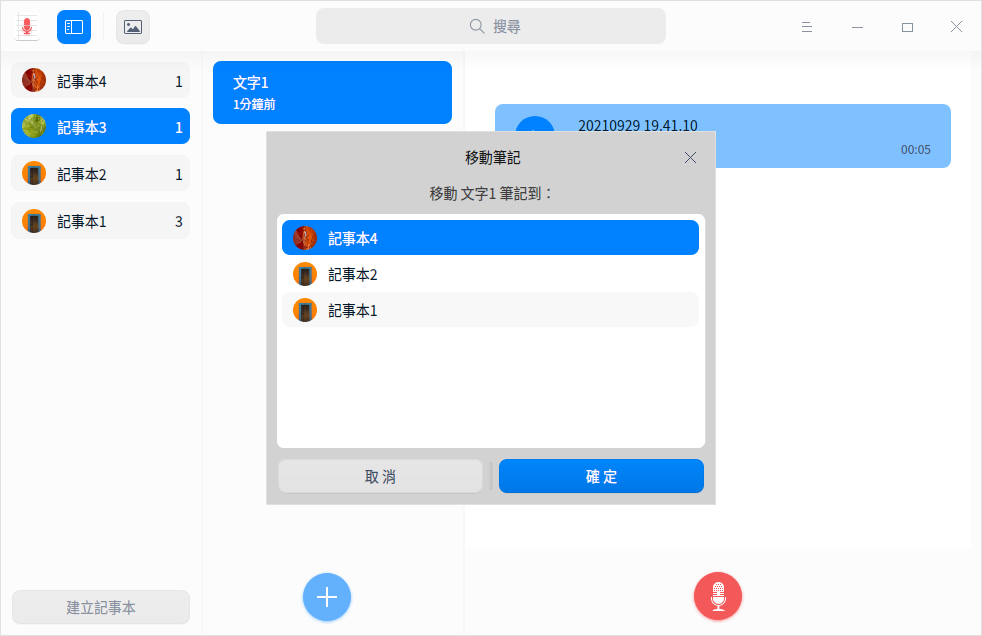 搜尋
記事本4 1
記事本3 1
記事本2 1
記事本1 3
建立記事本
文字1
1分鐘前
20210929 19.41.10
00:05
移動筆記
移動 文字1 筆記到：
記事本4
記事本2
記事本1
取 消
確 定